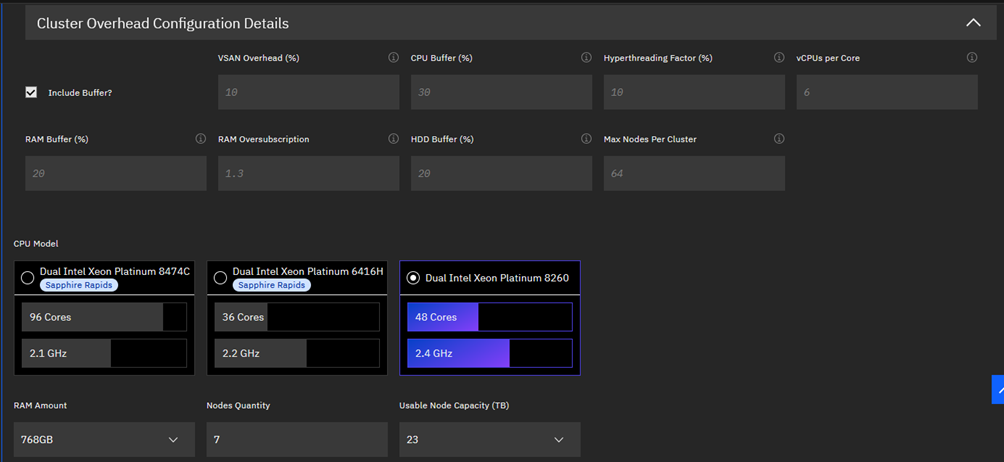 Cluster Overhead Configuration Details
Include Buffer?
VSAN Overhead (%)
10
CPU Buffer (%)
30
Hyperthreading Factor (%)
10
vCPUs per Core
6
RAM Buffer (%)
20
RAM Oversubscription
1.3
HDD Buffer (%)
20
Max Nodes Per Cluster
64
CPU Model
Dual Intel Xeon Platinum 8474C
Sapphire Rapids
96 Cores
2.1 GHz
Dual Intel Xeon Platinum 6416H
Sapphire Rapids
36 Cores
2.2 GHz
Dual Intel Xeon Platinum 8260
48 Cores
2.4 GHz
RAM Amount
768GB
Nodes Quantity
7
Usable Node Capacity (TB)
23